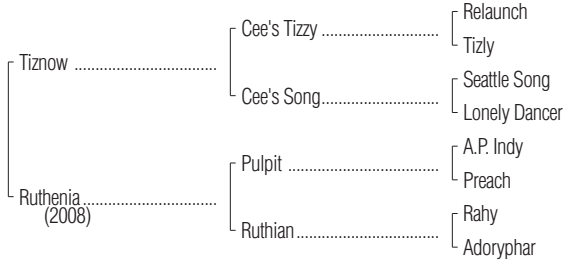 Relaunch
Cee's Tizzy ........................
Tizly
Tiznow ........................
Seattle Song
Cee's Song........................
Lonely Dancer
A.P. Indy
Pulpit ........................
Preach
Ruthenia........................
(2008)
Rahy
Ruthian........................
Adoryphar